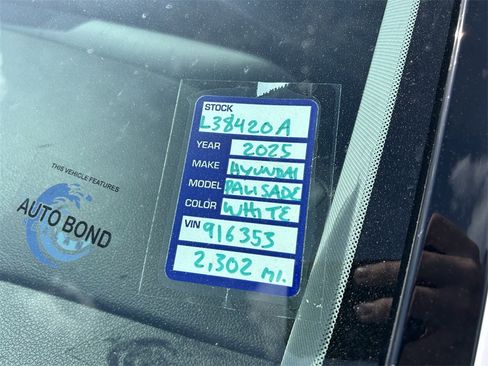 STOCK
L38420A
YEAR 2025
MAKE HYUNDAI
MODEL PALISADE
COLOR WHITE
VIN 916353
2,302 mi.
THIS VEHICLE FEATURES
AUTO BOND